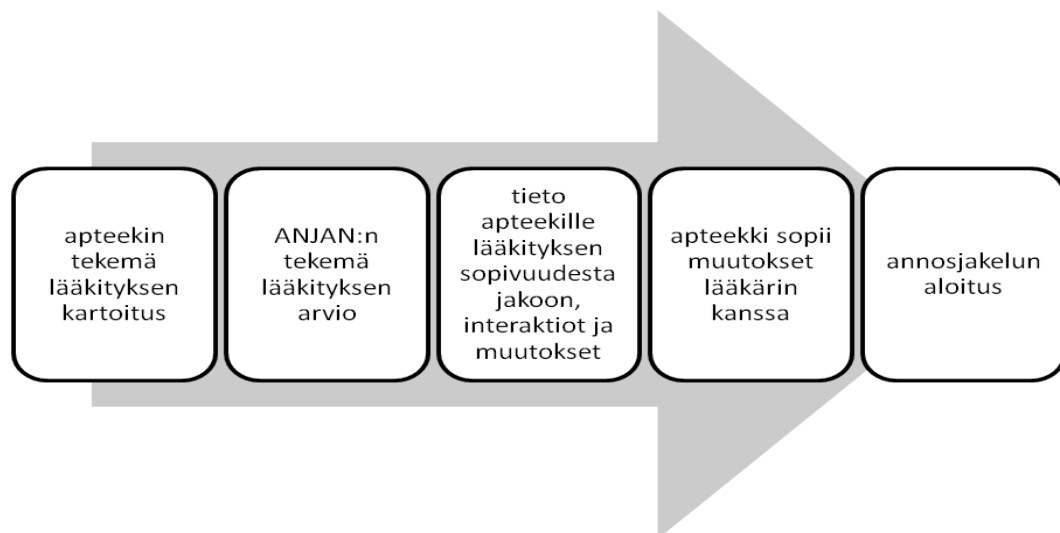 apteekin
tekemä
lääkityksen
kartoitus
ANJAN:n
tekemä
lääkityksen
arvio
tieto
apteekille
lääkityksen
sopivuudesta
jakoon,
interaktiot ja
muutokset
apteekki sopii
muutokset
lääkärin
kanssa
annosjakelun
aloitus